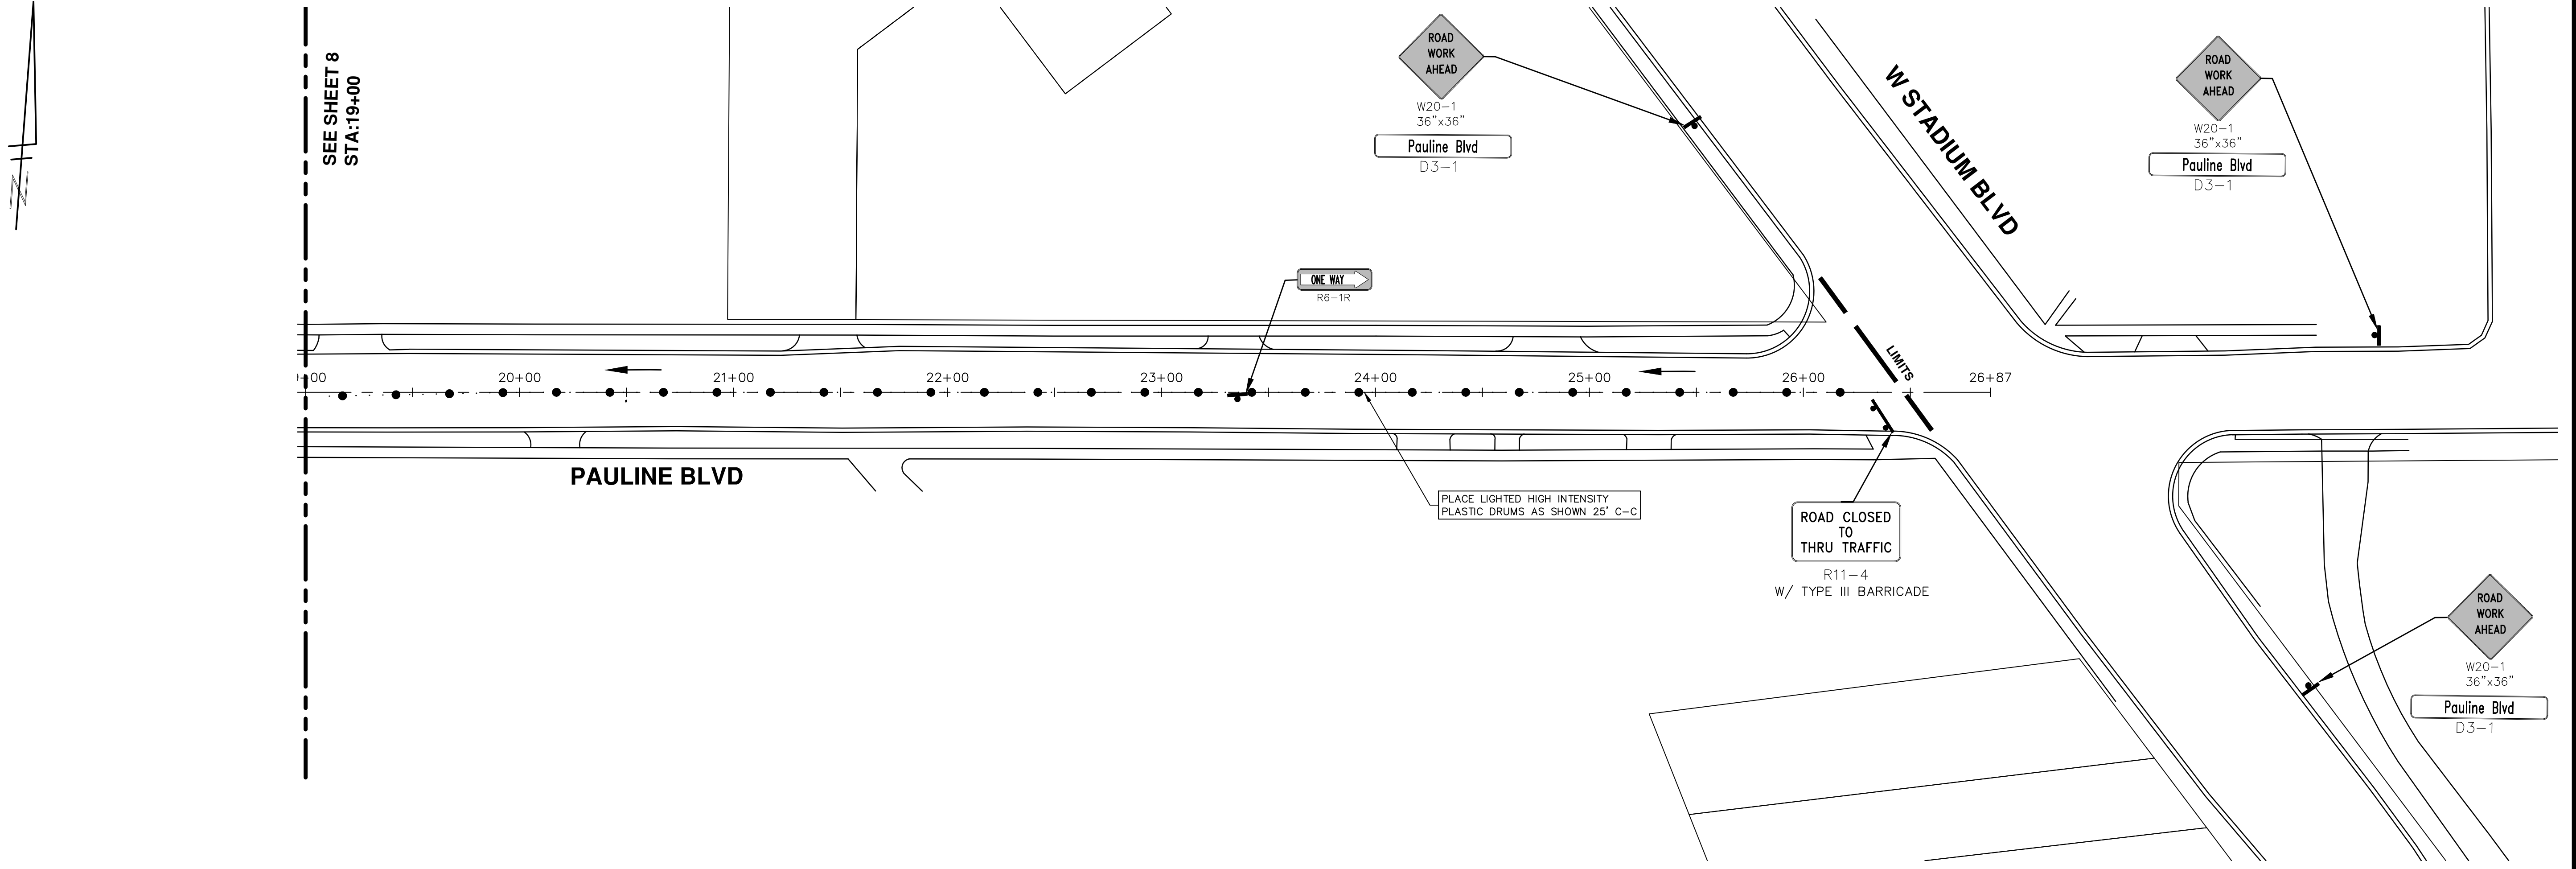 N
SEE SHEET 8
STA:19+00
ROAD
WORK
AHEAD
W20-1
36"x36"
Pauline Blvd
D3-1
W STADIUM BLVD
ROAD
WORK
AHEAD
W20-1
36"x36"
Pauline Blvd
D3-1
ONE WAY
R6-1R
LIMITS
+00
20+00
21+00
22+00
23+00
24+00
25+00
26+00
26+87
PAULINE BLVD
PLACE LIGHTED HIGH INTENSITY
PLASTIC DRUMS AS SHOWN 25' C-C
ROAD CLOSED
TO
THRU TRAFFIC
R11-4
W/ TYPE III BARRICADE
ROAD
WORK
AHEAD
W20-1
36"x36"
Pauline Blvd
D3-1